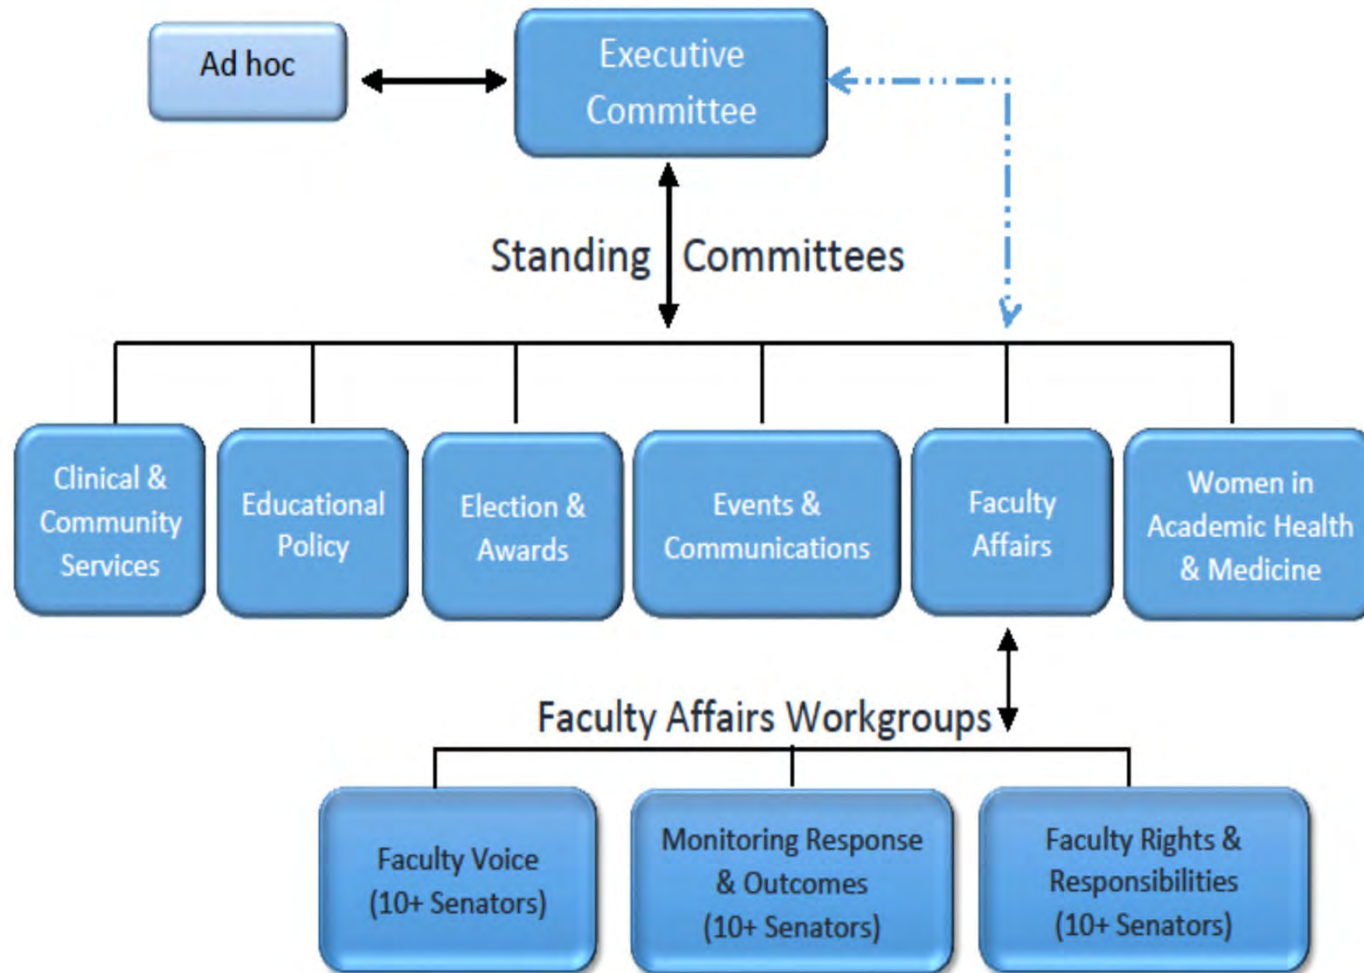 Ad hoc
Executive
Committee
Standing Committees
Clinical &
Community
Services
Educational
Policy
Election &
Awards
Events &
Communications
Faculty
Affairs
Women in
Academic Health
& Medicine
Faculty Affairs Workgroups
Faculty Voice
(10+ Senators)
Monitoring Response
& Outcomes
(10+ Senators)
Faculty Rights &
Responsibilities
(10+ Senators)